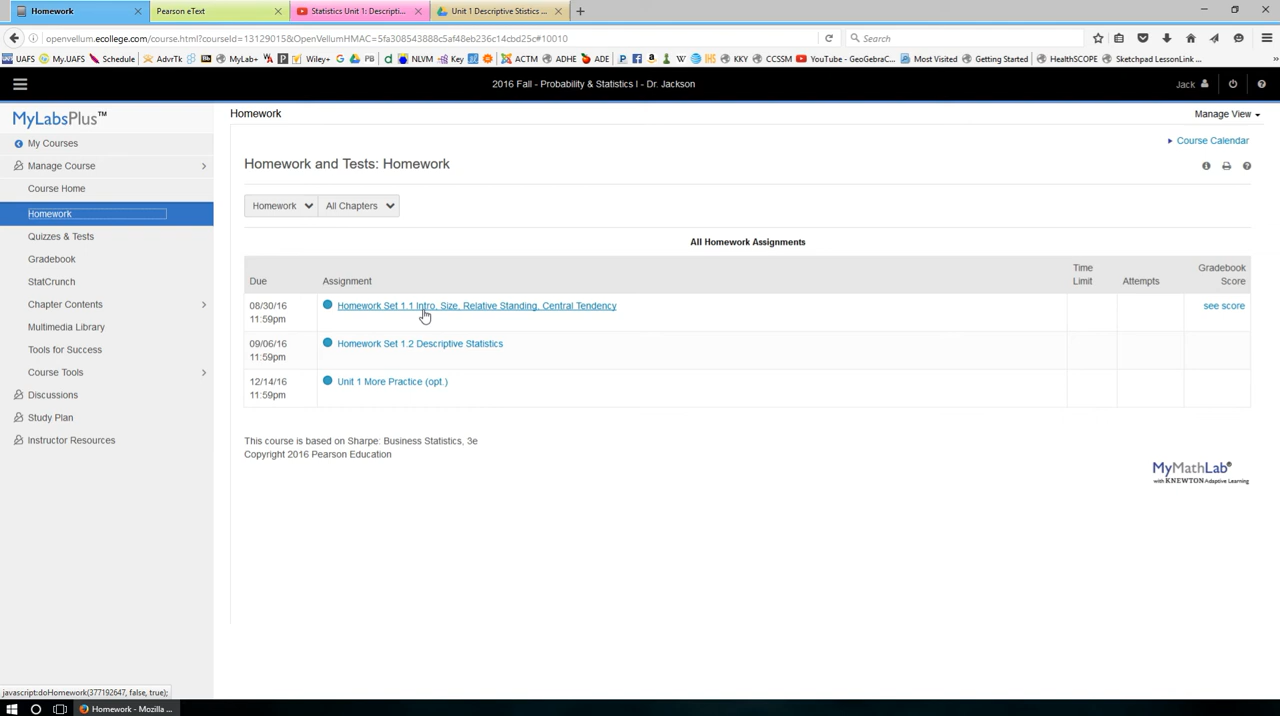 Homework
Pearson eText
Statistics Unit 1: Descripti...
Unit 1 Descriptive Stistics ...
openvellum.ecollege.com/course.html?courseId=13129015&OpenVellumHMAC=5fa308543888c5af48eb236c14cbd25c#10010
Search
UAFS My.UAFS Schedule AdvrTk MyLab+ Wiley+ PB NLVM Key ACTM ADHE ADE IHS KKY CCSSM YouTube - GeoGebraC... Most Visited Getting Started HealthSCOPE Sketchpad LessonLink ...
2016 Fall - Probability & Statistics I - Dr. Jackson
Jack
MyLabsPlus™
My Courses
Manage Course
Course Home
Homework
Quizzes & Tests
Gradebook
StatCrunch
Chapter Contents
Multimedia Library
Tools for Success
Course Tools
Discussions
Study Plan
Instructor Resources
Homework
Manage View
Course Calendar
Homework and Tests: Homework
Homework All Chapters
All Homework Assignments
Due Assignment Time Limit Attempts Gradebook Score
08/30/16 11:59pm Homework Set 1.1 Intro, Size, Relative Standing, Central Tendency see score
09/06/16 11:59pm Homework Set 1.2 Descriptive Statistics
12/14/16 11:59pm Unit 1 More Practice (opt.)
This course is based on Sharpe: Business Statistics, 3e
Copyright 2016 Pearson Education
MyMathLab®
with KNEWTON Adaptive Learning
javascript:doHomework(377192647, false, true);
Homework - Mozilla ...